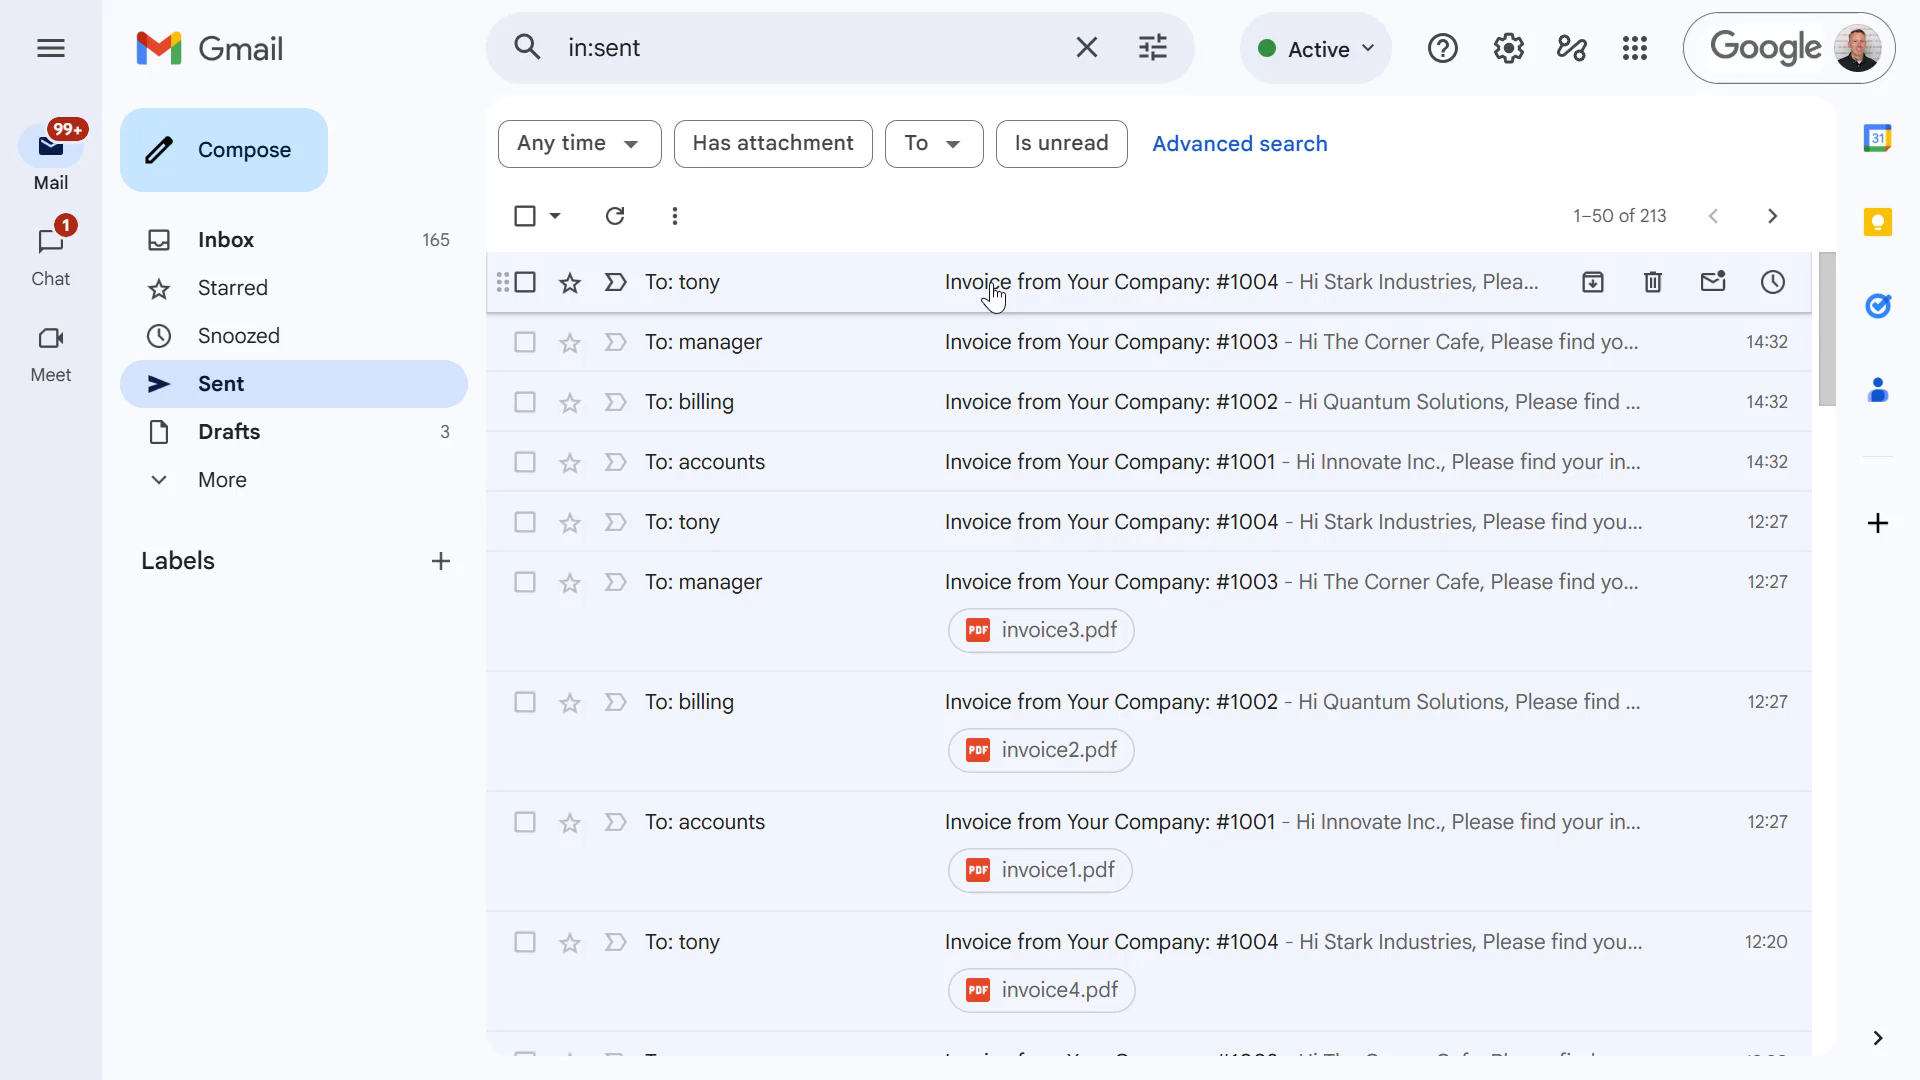 Gmail
in:sent
Active
Google
99+
Mail
1
Chat
Meet
Compose
Inbox 165
Starred
Snoozed
Sent
Drafts 3
More
Labels
Any time
Has attachment
To
Is unread
Advanced search
1–50 of 213
To: tony Invoice from Your Company: #1004 - Hi Stark Industries, Plea...
To: manager Invoice from Your Company: #1003 - Hi The Corner Cafe, Please find yo... 14:32
To: billing Invoice from Your Company: #1002 - Hi Quantum Solutions, Please find ... 14:32
To: accounts Invoice from Your Company: #1001 - Hi Innovate Inc., Please find your in... 14:32
To: tony Invoice from Your Company: #1004 - Hi Stark Industries, Please find you... 12:27
To: manager Invoice from Your Company: #1003 - Hi The Corner Cafe, Please find yo... 12:27
PDF invoice3.pdf
To: billing Invoice from Your Company: #1002 - Hi Quantum Solutions, Please find ... 12:27
PDF invoice2.pdf
To: accounts Invoice from Your Company: #1001 - Hi Innovate Inc., Please find your in... 12:27
PDF invoice1.pdf
To: tony Invoice from Your Company: #1004 - Hi Stark Industries, Please find you... 12:20
PDF invoice4.pdf
31